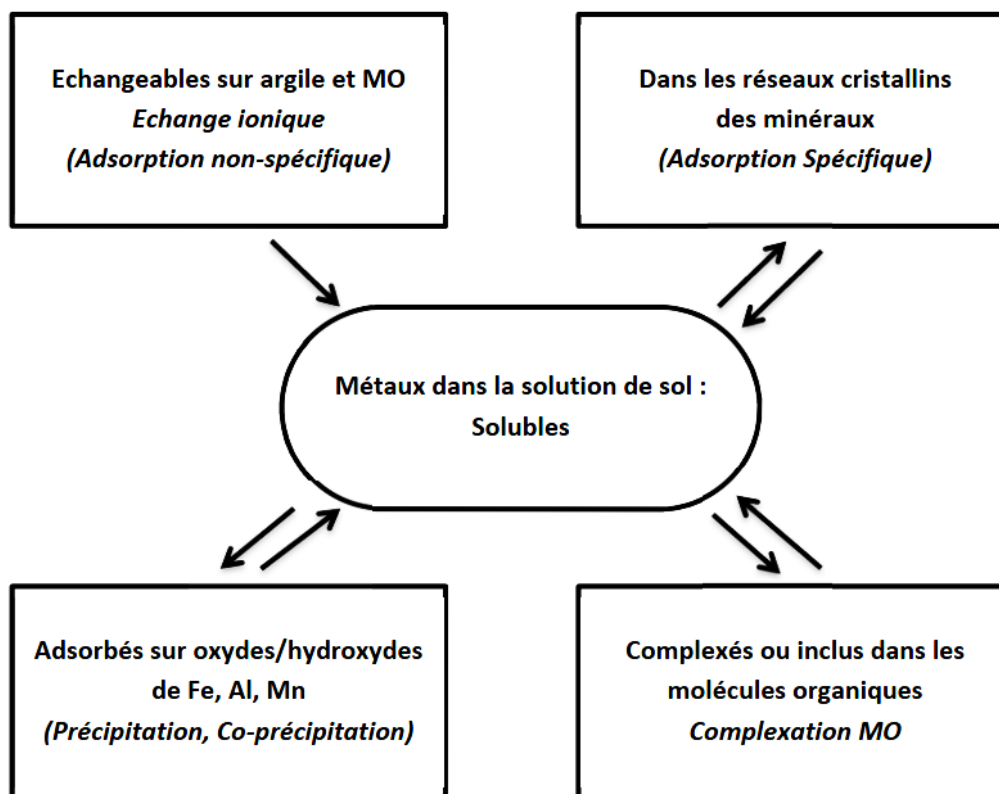 Echangeables sur argile et MO
Echange ionique
(Adsorption non-spécifique)
Dans les réseaux cristallins
des minéraux
(Adsorption Spécifique)
Métaux dans la solution de sol :
Solubles
Adsorbés sur oxydes/hydroxydes
de Fe, Al, Mn
(Précipitation, Co-précipitation)
Complexés ou inclus dans les
molécules organiques
Complexation MO